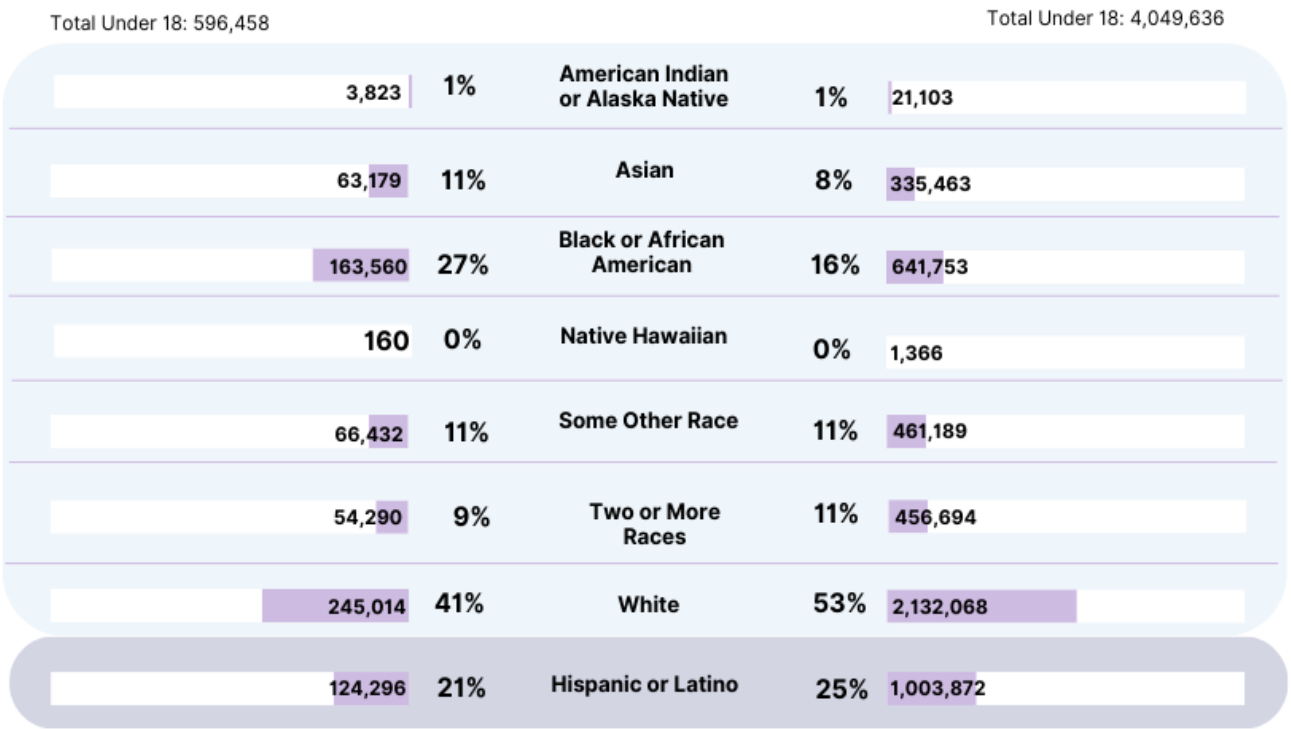 Total Under 18: 596,458
Total Under 18: 4,049,636
3,823 1% American Indian
or Alaska Native 1% 21,103
63,179 11% Asian 8% 335,463
163,560 27% Black or African
American 16% 641,753
160 0% Native Hawaiian 0% 1,366
66,432 11% Some Other Race 11% 461,189
54,290 9% Two or More
Races 11% 456,694
245,014 41% White 53% 2,132,068
124,296 21% Hispanic or Latino 25% 1,003,872